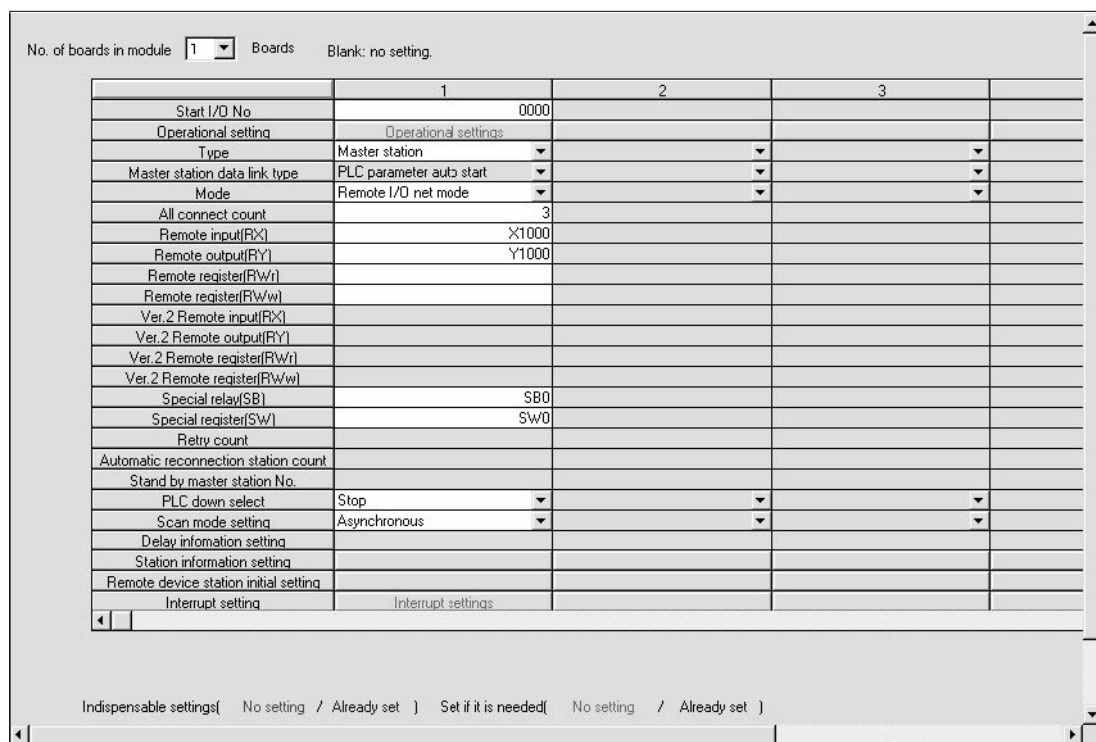 No. of boards in module 1 Boards Blank: no setting.
1 2 3
Start I/O No 0000
Operational setting Operational settings
Type Master station
Master station data link type PLC parameter auto start
Mode Remote I/O net mode
All connect count 3
Remote input(RX) X1000
Remote output(RY) Y1000
Remote register(RWr)
Remote register(RWw)
Ver.2 Remote input(RX)
Ver.2 Remote output(RY)
Ver.2 Remote register(RWr)
Ver.2 Remote register(RWw)
Special relay(SB) SB0
Special register(SW) SW0
Retry count
Automatic reconnection station count
Stand by master station No.
PLC down select Stop
Scan mode setting Asynchronous
Delay infomation setting
Station information setting
Remote device station initial setting
Interrupt setting Interrupt settings
Indispensable settings( No setting / Already set ) Set if it is needed( No setting / Already set )